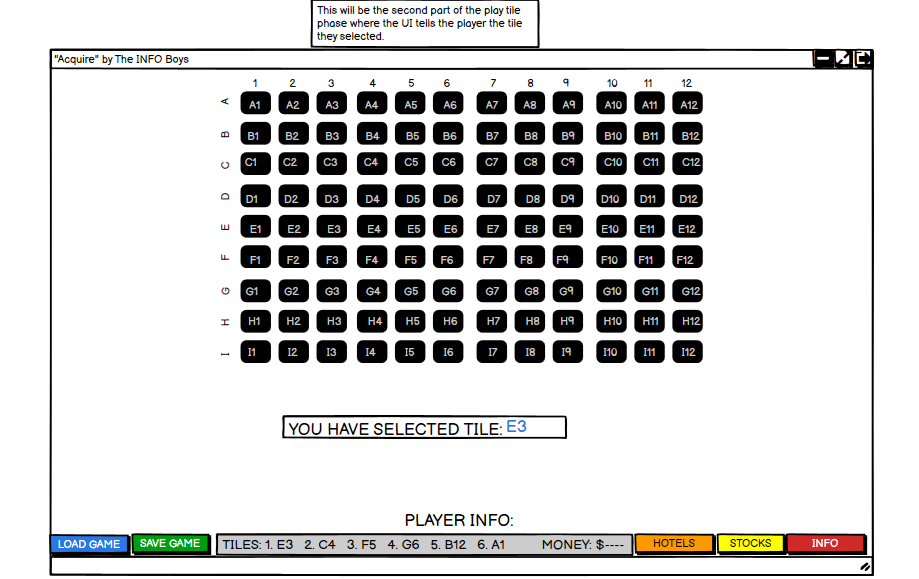 This will be the second part of the play tile
phase where the UI tells the player the tile
they selected.
"Acquire" by The INFO Boys
1 2 3 4 5 6 7 8 9 10 11 12
A A1 A2 A3 A4 A5 A6 A7 A8 A9 A10 A11 A12
B B1 B2 B3 B4 B5 B6 B7 B8 B9 B10 B11 B12
C C1 C2 C3 C4 C5 C6 C7 C8 C9 C10 C11 C12
D D1 D2 D3 D4 D5 D6 D7 D8 D9 D10 D11 D12
E E1 E2 E3 E4 E5 E6 E7 E8 E9 E10 E11 E12
F F1 F2 F3 F4 F5 F6 F7 F8 F9 F10 F11 F12
G G1 G2 G3 G4 G5 G6 G7 G8 G9 G10 G11 G12
H H1 H2 H3 H4 H5 H6 H7 H8 H9 H10 H11 H12
I I1 I2 I3 I4 I5 I6 I7 I8 I9 I10 I11 I12
YOU HAVE SELECTED TILE: E3
PLAYER INFO:
LOAD GAME SAVE GAME TILES: 1. E3 2. C4 3. F5 4. G6 5. B12 6. A1 MONEY: $---- HOTELS STOCKS INFO